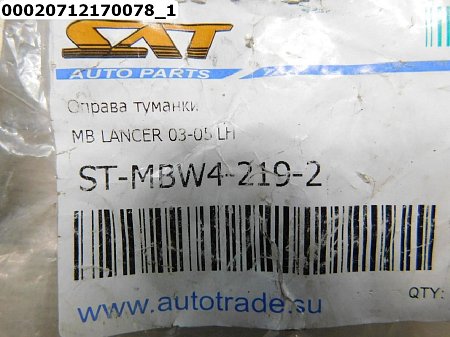 00020712170078_1
SAT
AUTO PARTS
Оправа туманки
MB LANCER 03-05 LH
ST-MBW4-219-2
QTY:
www.autotrade.su